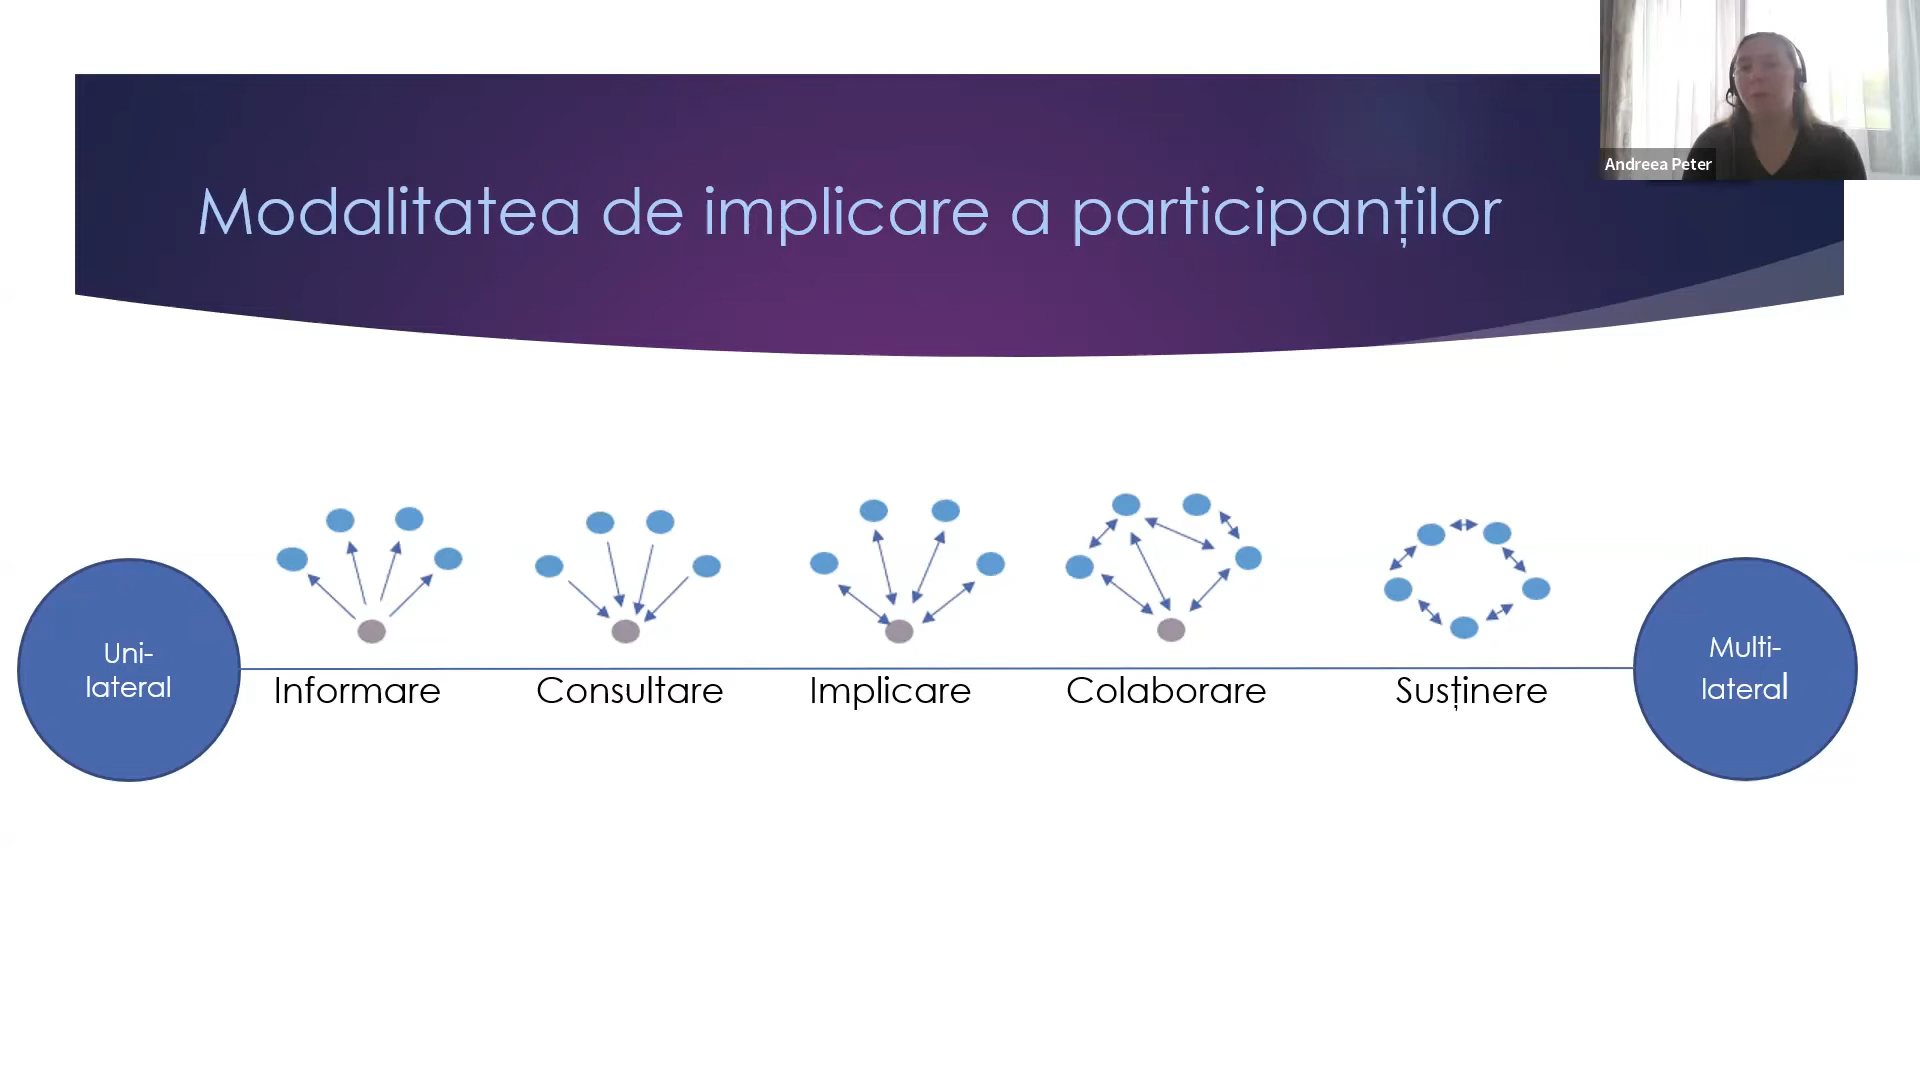 Andreea Peter
Modalitatea de implicare a participanților
Uni-
lateral
Informare
Consultare
Implicare
Colaborare
Susținere
Multi-
lateral